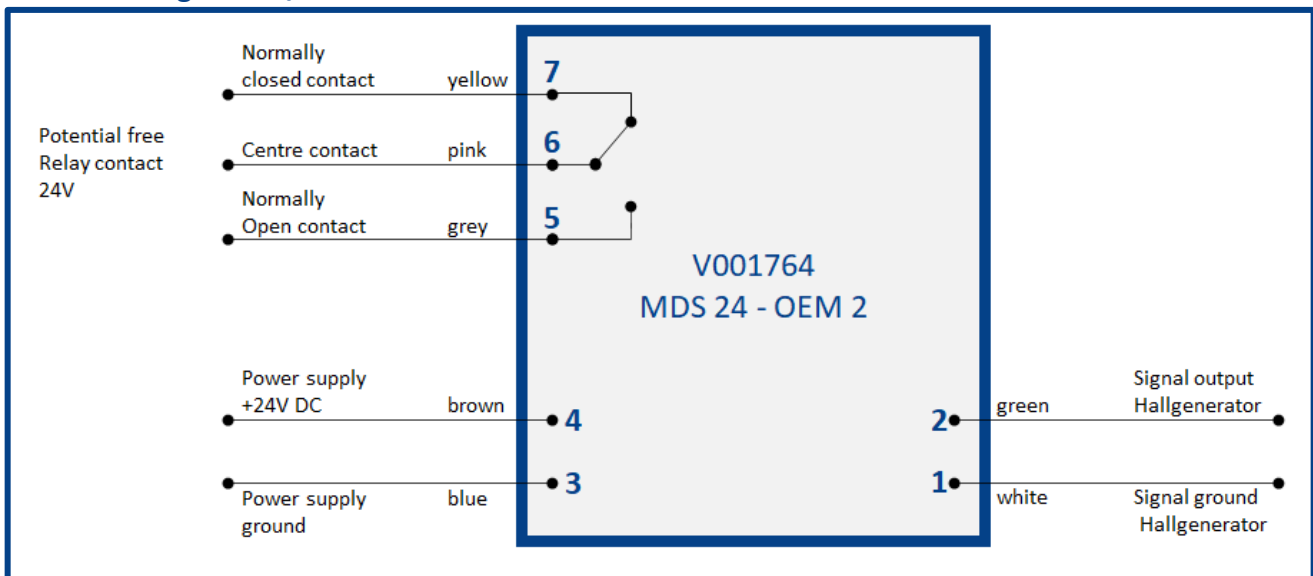 Normally
closed contact yellow 7
Potential free
Relay contact
24V
Centre contact pink 6
Normally
Open contact grey 5
V001764
MDS 24 - OEM 2
Power supply
+24V DC brown 4
Power supply
ground
blue 3
Signal output
Hallgenerator
2 green
1 white
Signal ground
Hallgenerator